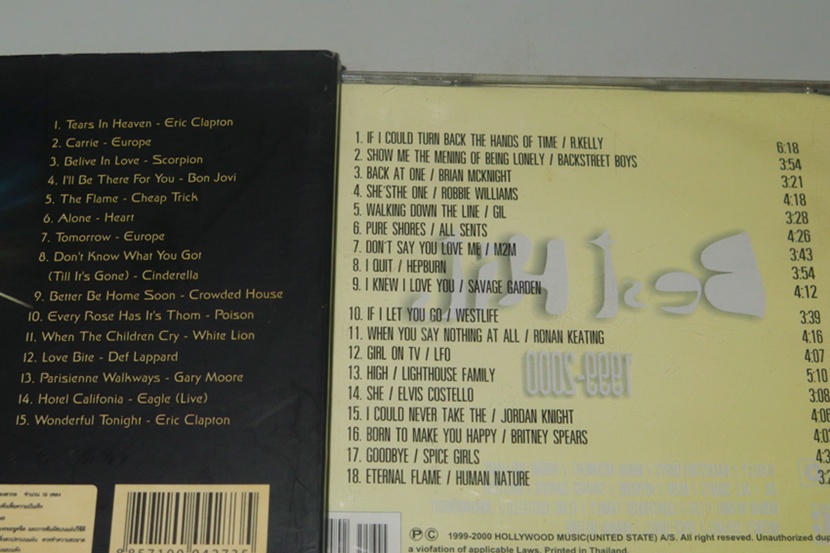 1. Tears In Heaven - Eric Clapton
2. Carrie - Europe
3. Belive In Love - Scorpion
4. I'll Be There For You - Bon Jovi
5. The Flame - Cheap Trick
6. Alone - Heart
7. Tomorrow - Europe
8. Don't Know What You Got
(Till It's Gone) - Cinderella
9. Better Be Home Soon - Crowded House
10. Every Rose Has It's Thom - Poison
11. When The Children Cry - White Lion
12. Love Bite - Def Lappard
13. Parisienne Walkways - Gary Moore
14. Hotel Califonia - Eagle (Live)
15. Wonderful Tonight - Eric Clapton
1. IF I COULD TURN BACK THE HANDS OF TIME / R.KELLY 6:18
2. SHOW ME THE MENING OF BEING LONELY / BACKSTREET BOYS 3:54
3. BACK AT ONE / BRIAN MCKNIGHT 3:21
4. SHE'STHE ONE / ROBBIE WILLIAMS 4:18
5. WALKING DOWN THE LINE / GIL 3:28
6. PURE SHORES / ALL SENTS 4:26
7. DON'T SAY YOU LOVE ME / M2M 3:43
8. I QUIT / HEPBURN 3:54
9. I KNEW I LOVE YOU / SAVAGE GARDEN 4:12
10. IF I LET YOU GO / WESTLIFE 3:39
11. WHEN YOU SAY NOTHING AT ALL / RONAN KEATING 4:16
12. GIRL ON TV / LFO 4:07
13. HIGH / LIGHTHOUSE FAMILY 5:10
14. SHE / ELVIS COSTELLO 3:08
15. I COULD NEVER TAKE THE / JORDAN KNIGHT
16. BORN TO MAKE YOU HAPPY / BRITNEY SPEARS
17. GOODBYE / SPICE GIRLS
18. ETERNAL FLAME / HUMAN NATURE
1999-2000
Ⓟ Ⓒ 1999-2000 HOLLYWOOD MUSIC(UNITED STATE) A/S. All right reserved. Unauthorized
a violation of applicable Laws. Printed in Thailand.